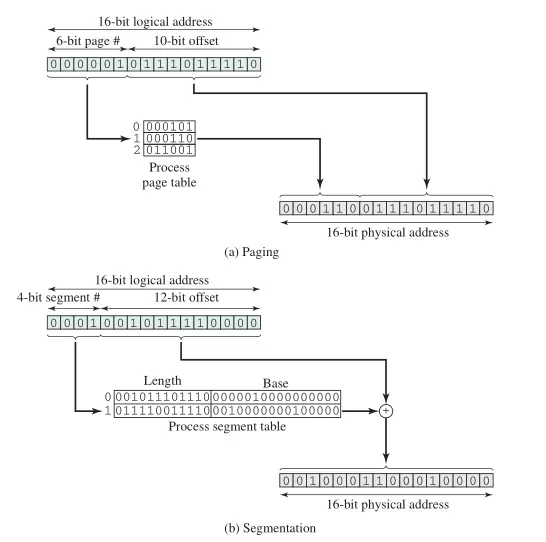 16-bit logical address
6-bit page # 10-bit offset
0 0 0 0 0 1 0 1 1 1 0 1 1 1 1 0
0 000101
1 000110
2 011001
Process
page table
0 0 0 1 1 0 0 1 1 1 0 1 1 1 1 0
16-bit physical address
(a) Paging
16-bit logical address
4-bit segment # 12-bit offset
0 0 0 1 0 0 1 0 1 1 1 1 0 0 0 0
Length Base
0 001011101110 0000010000000000
1 011110011110 0010000000100000
+
Process segment table
0 0 1 0 0 0 1 1 0 0 0 1 0 0 0 0
16-bit physical address
(b) Segmentation